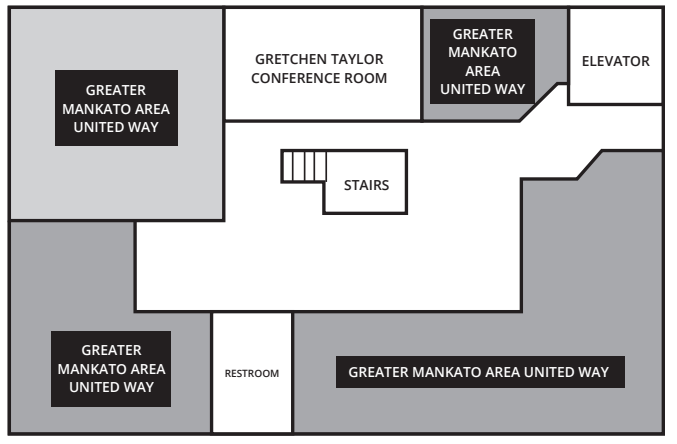 GREATER
MANKATO AREA
UNITED WAY
GRETCHEN TAYLOR
CONFERENCE ROOM
GREATER
MANKATO
AREA
UNITED WAY
ELEVATOR
STAIRS
GREATER
MANKATO AREA
UNITED WAY
RESTROOM
GREATER MANKATO AREA UNITED WAY